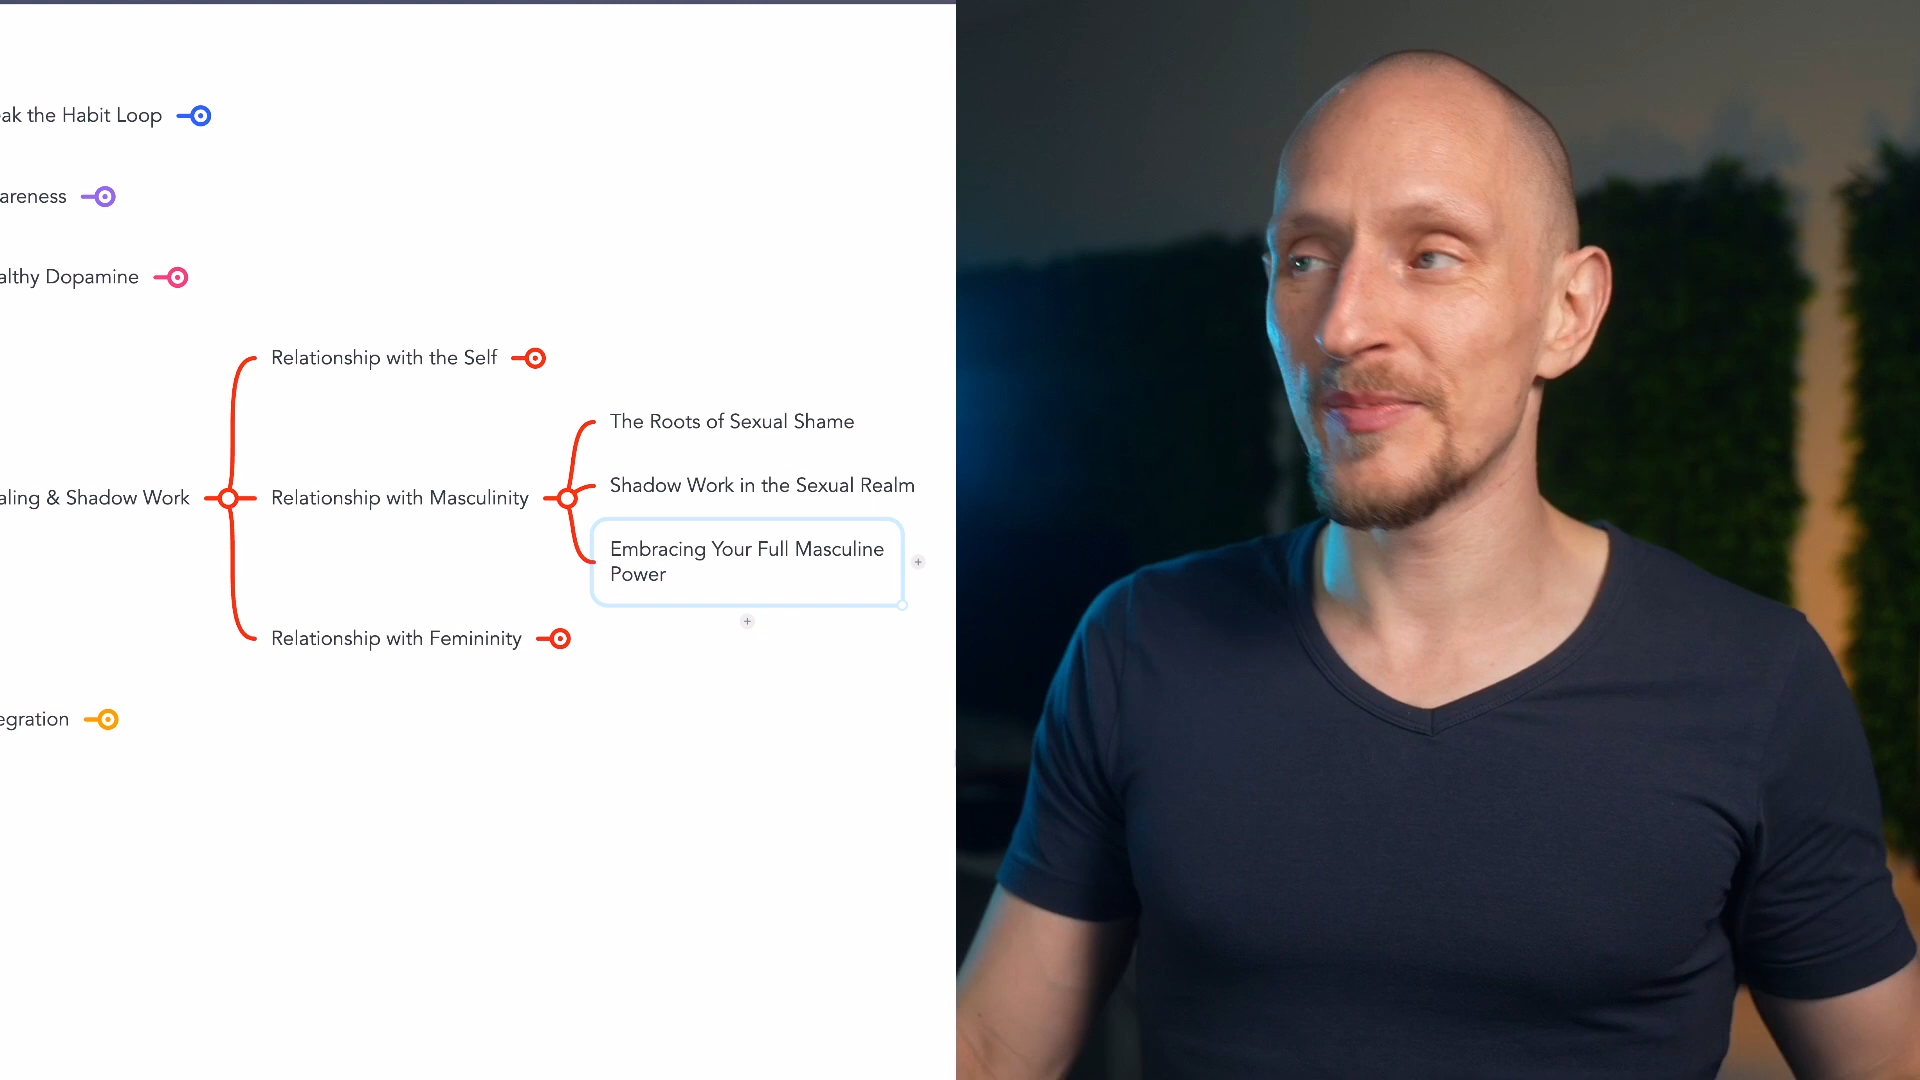 ak the Habit Loop
areness
althy Dopamine
Relationship with the Self
The Roots of Sexual Shame
Shadow Work in the Sexual Realm
aling & Shadow Work
Relationship with Masculinity
Embracing Your Full Masculine
Power
Relationship with Femininity
egration